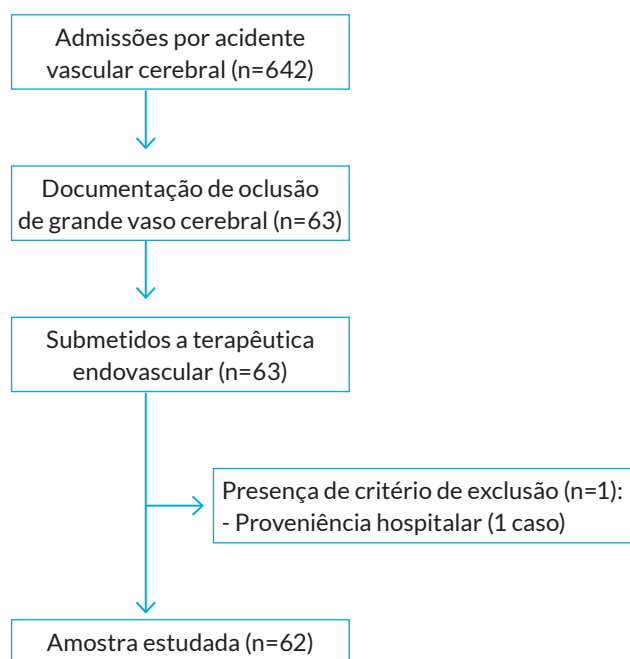 Admissões por acidente
vascular cerebral (n=642)
Documentação de oclusão
de grande vaso cerebral (n=63)
Submetidos a terapêutica
endovascular (n=63)
Presença de critério de exclusão (n=1):
- Proveniência hospitalar (1 caso)
Amostra estudada (n=62)